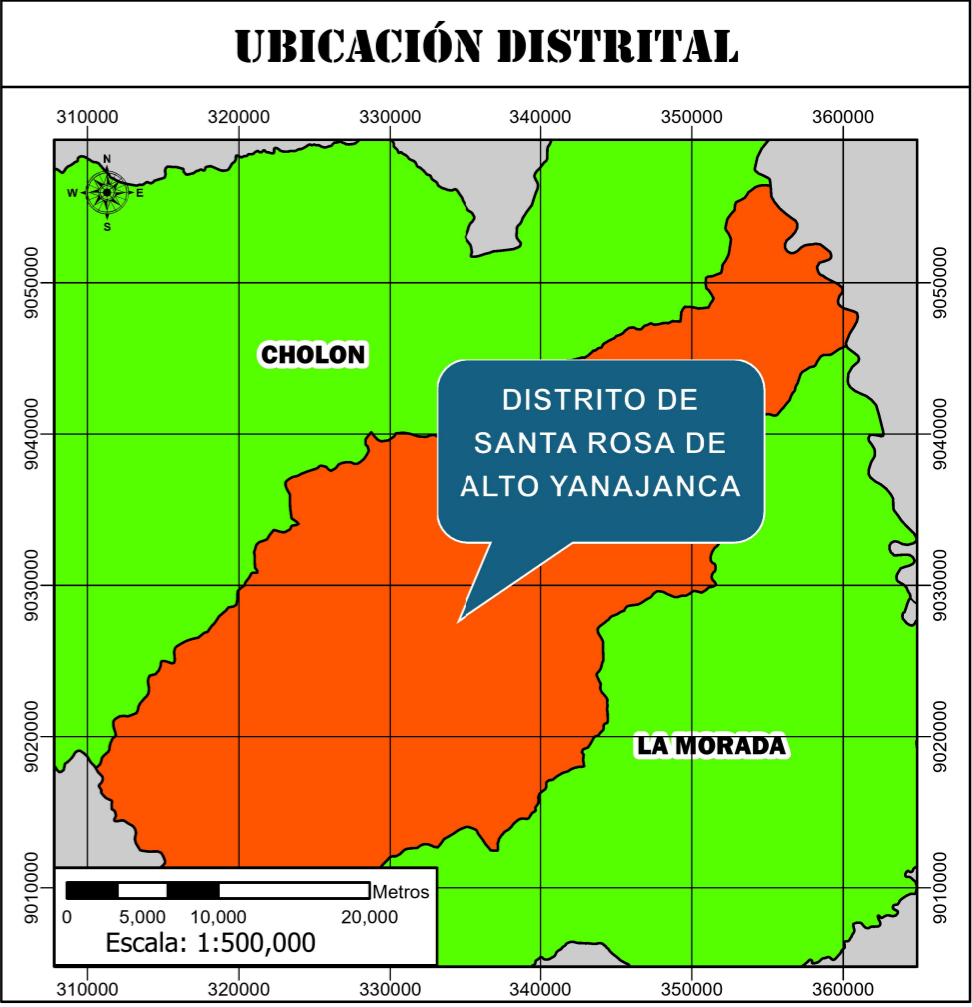 UBICACIÓN DISTRITAL
310000 320000 330000 340000 350000 360000
N
W E
S
9050000 9050000
CHOLON
DISTRITO DE
SANTA ROSA DE
ALTO YANAJANCA
9040000 9040000
9030000 9030000
9020000 9020000
LA MORADA
9010000 9010000
Metros
0 5,000 10,000 20,000
Escala: 1:500,000
310000 320000 330000 340000 350000 360000